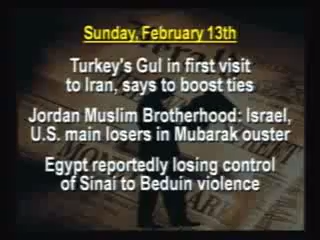 Sunday, February 13th
Turkey's Gul in first visit
to Iran, says to boost ties
Jordan Muslim Brotherhood: Israel,
U.S. main losers in Mubarak ouster
Egypt reportedly losing control
of Sinai to Beduin violence